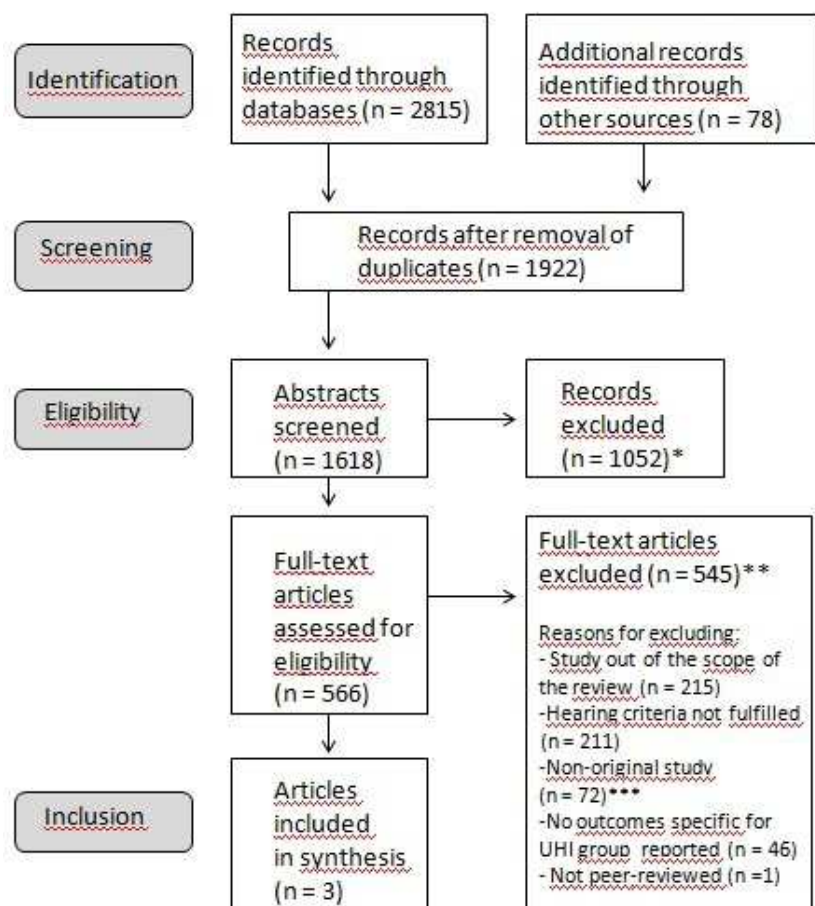 Identification
Records
identified through
databases (n = 2815)
Additional records
identified through
other sources (n = 78)
Screening
Records after removal of
duplicates (n = 1922)
Eligibility
Abstracts
screened
(n = 1618)
Records
excluded
(n = 1052)*
Full-text
articles
assessed for
eligibility
(n = 566)
Full-text articles
excluded (n = 545)**
Reasons for excluding:
- Study out of the scope of
the review (n = 215)
-Hearing criteria not fulfilled
(n = 211)
-Non-original study
(n = 72)***
-No outcomes specific for
UHI group reported (n = 46)
- Not peer-reviewed (n =1)
Inclusion
Articles
included
in synthesis
(n = 3)